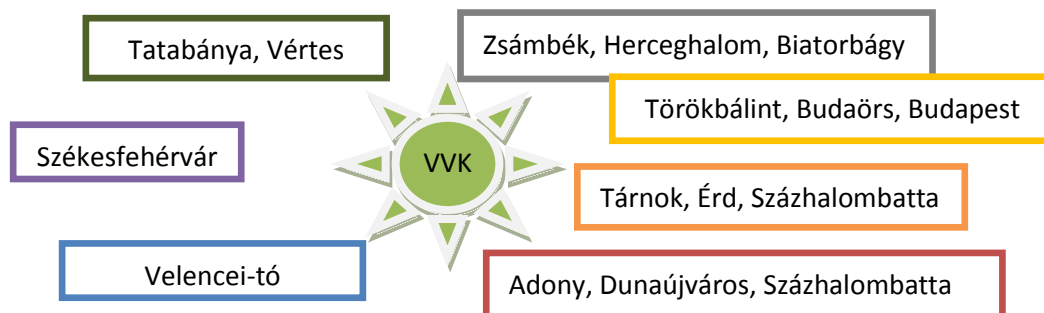 Tatabánya, Vértes
Zsámbék, Herceghalom, Biatorbágy
Törökbálint, Budaörs, Budapest
Székesfehérvár
VVK
Tárnok, Érd, Százhalombatta
Velencei-tó
Adony, Dunaújváros, Százhalombatta